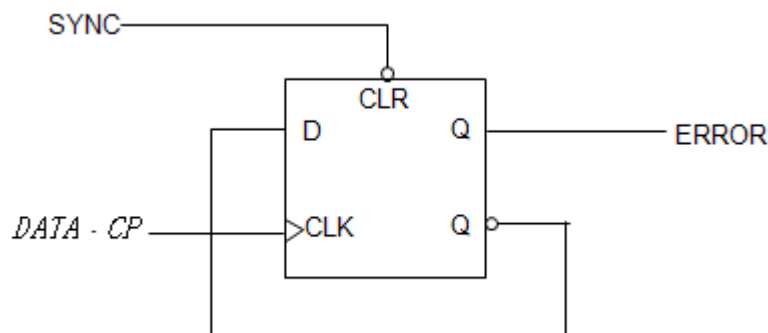 SYNC
CLR
D
Q
ERROR
DATA - CP
CLK
Q